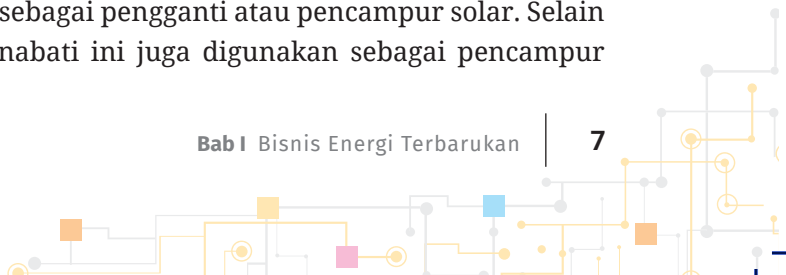 sebagai pengganti atau pencampur solar. Selain
nabati ini juga digunakan sebagai pencampur
Bab I Bisnis Energi Terbarukan 7